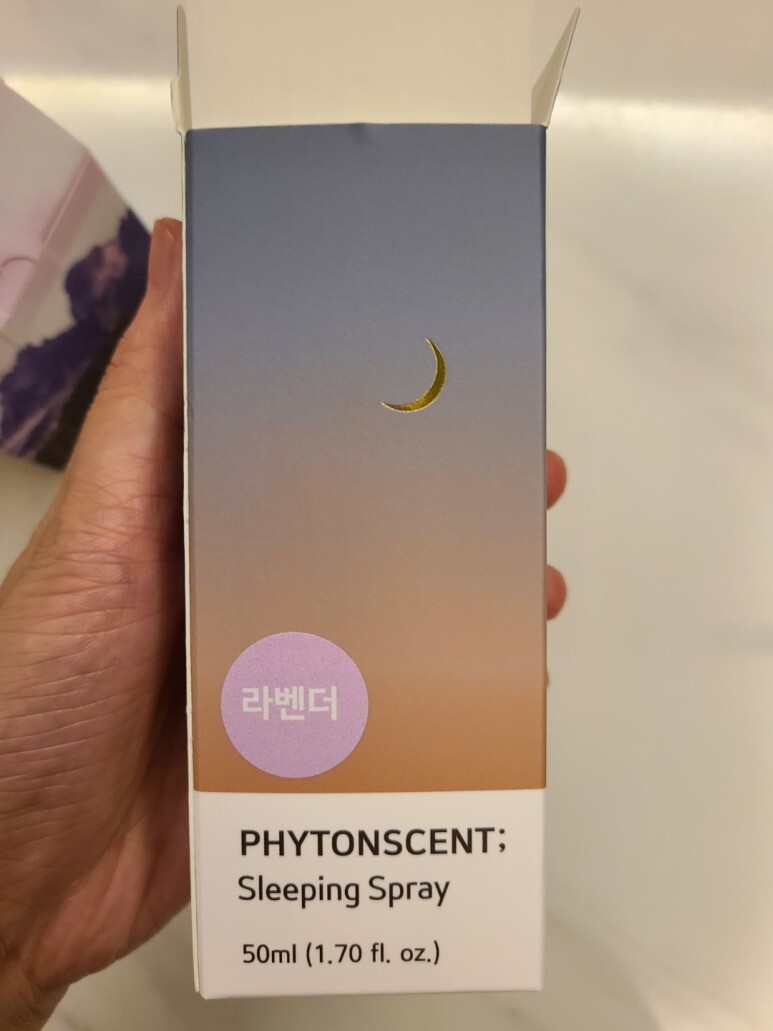 라벤더
PHYTONSCENT;
Sleeping Spray
50ml (1.70 fl. oz.)